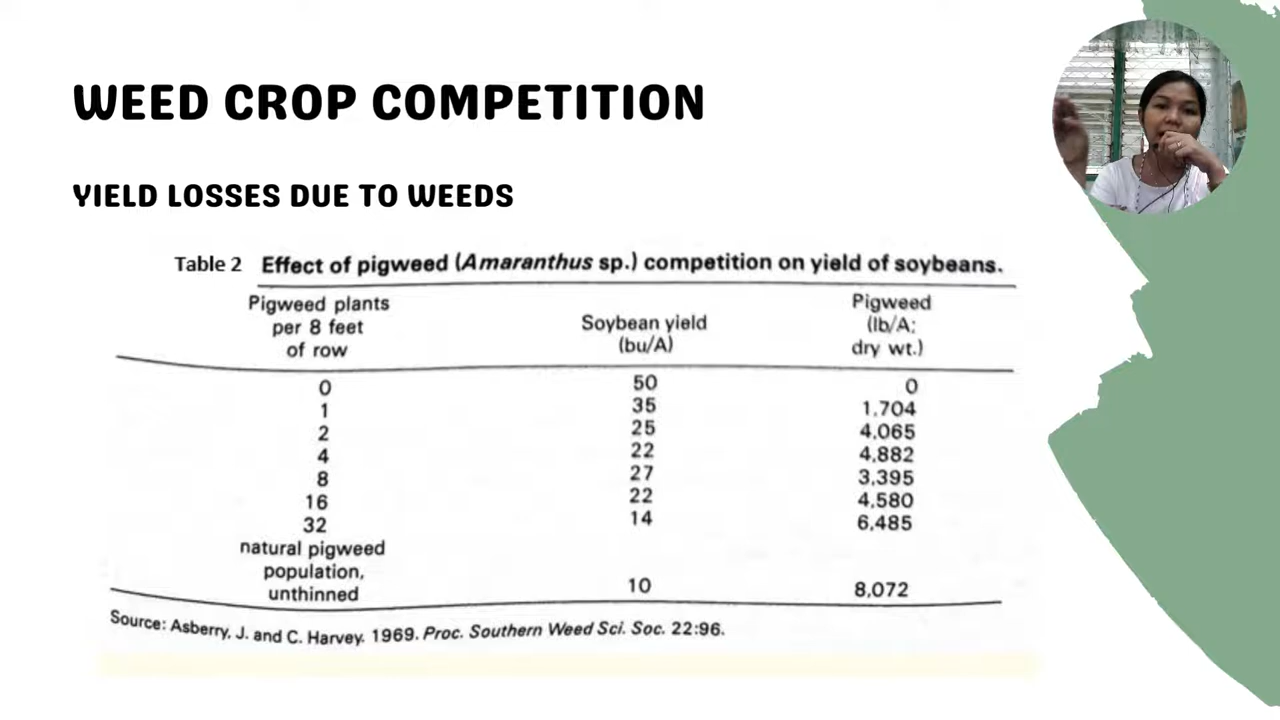 WEED CROP COMPETITION
YIELD LOSSES DUE TO WEEDS
Table 2 Effect of pigweed (Amaranthus sp.) competition on yield of soybeans.
Pigweed plants
per 8 feet
of row
Soybean yield
(bu/A)
Pigweed
(lb/A;
dry wt.)
0 50 0
1 35 1,704
2 25 4,065
4 22 4,882
8 27 3,395
16 22 4,580
32 14 6,485
natural pigweed
population,
unthinned 10 8,072
Source: Asberry, J. and C. Harvey. 1969. Proc. Southern Weed Sci. Soc. 22:96.